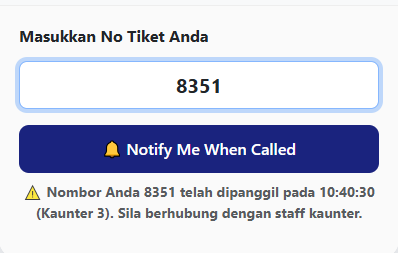 Masukkan No Tiket Anda
8351
🔔 Notify Me When Called
⚠️ Nombor Anda 8351 telah dipanggil pada 10:40:30
(Kaunter 3). Sila berhubung dengan staff kaunter.